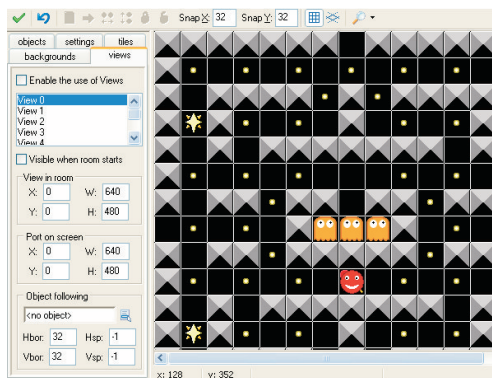 Snap X: 32 Snap Y: 32
objects settings tiles
backgrounds views
Enable the use of Views
View 0
View 1
View 2
View 3
View 4
Visible when room starts
View in room
X: 0 W: 640
Y: 0 H: 480
Port on screen
X: 0 W: 640
Y: 0 H: 480
Object following
<no object>
Hbor: 32 Hsp: -1
Vbor: 32 Vsp: -1
x: 128 y: 352